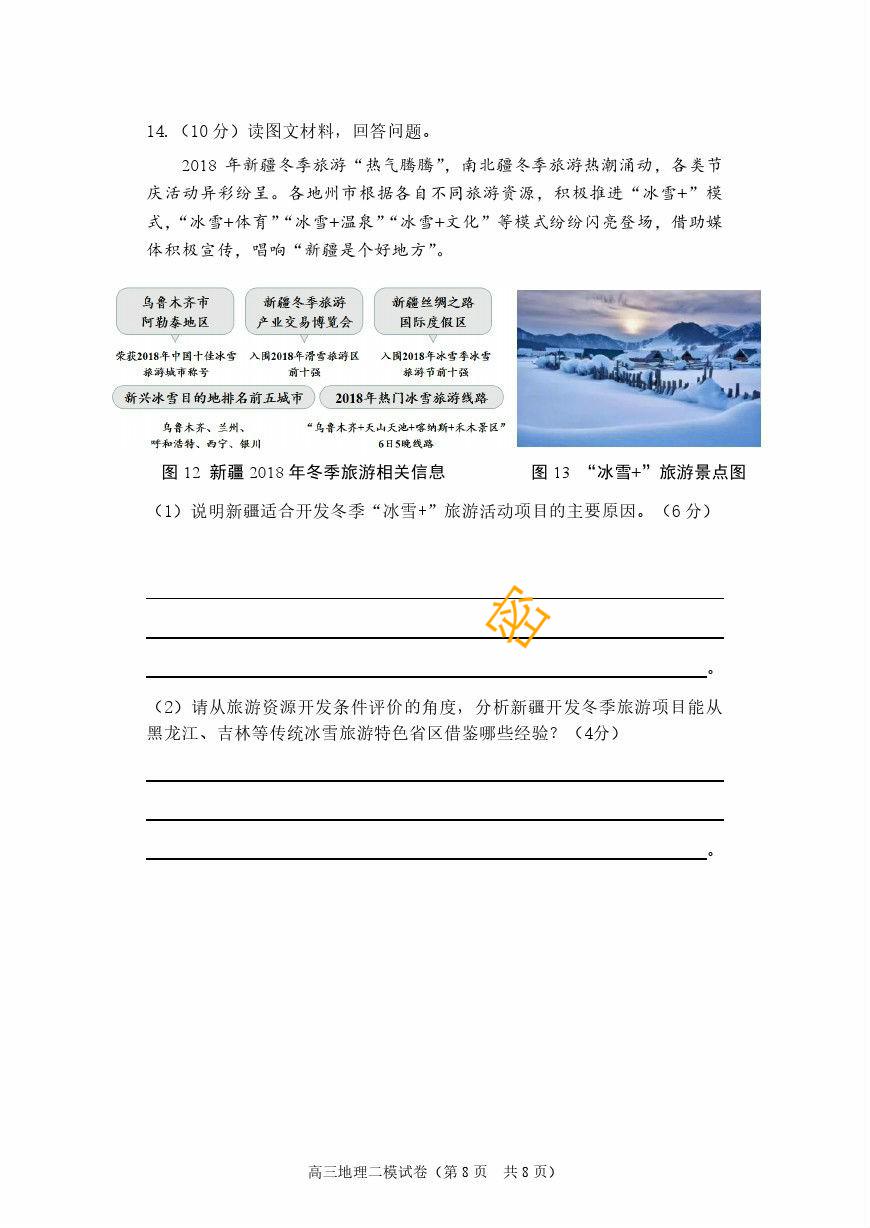 14.（10 分）读图文材料，回答问题。
2018 年新疆冬季旅游“热气腾腾”，南北疆冬季旅游热潮涌动，各类节
庆活动异彩纷呈。各地州市根据各自不同旅游资源，积极推进“冰雪+”模
式，“冰雪+体育”“冰雪+温泉”“冰雪+文化”等模式纷纷闪亮登场，借助媒
体积极宣传，唱响“新疆是个好地方”。
乌鲁木齐市
阿勒泰地区
荣获2018年中国十佳冰雪
旅游城市称号
新疆冬季旅游
产业交易博览会
入围2018年滑雪旅游区
前十强
新疆丝绸之路
国际度假区
入围2018年冰雪季冰雪
旅游节前十强
新兴冰雪目的地排名前五城市
乌鲁木齐、兰州、
呼和浩特、西宁、银川
2018年热门冰雪旅游线路
“乌鲁木齐+天山天池+喀纳斯+禾木景区”
6日5晚线路
图 12 新疆 2018 年冬季旅游相关信息
图 13 “冰雪+”旅游景点图
（1）说明新疆适合开发冬季“冰雪+”旅游活动项目的主要原因。（6 分）
密
。
（2）请从旅游资源开发条件评价的角度，分析新疆开发冬季旅游项目能从
黑龙江、吉林等传统冰雪旅游特色省区借鉴哪些经验？（4分）
。
高三地理二模试卷（第 8 页 共 8 页）